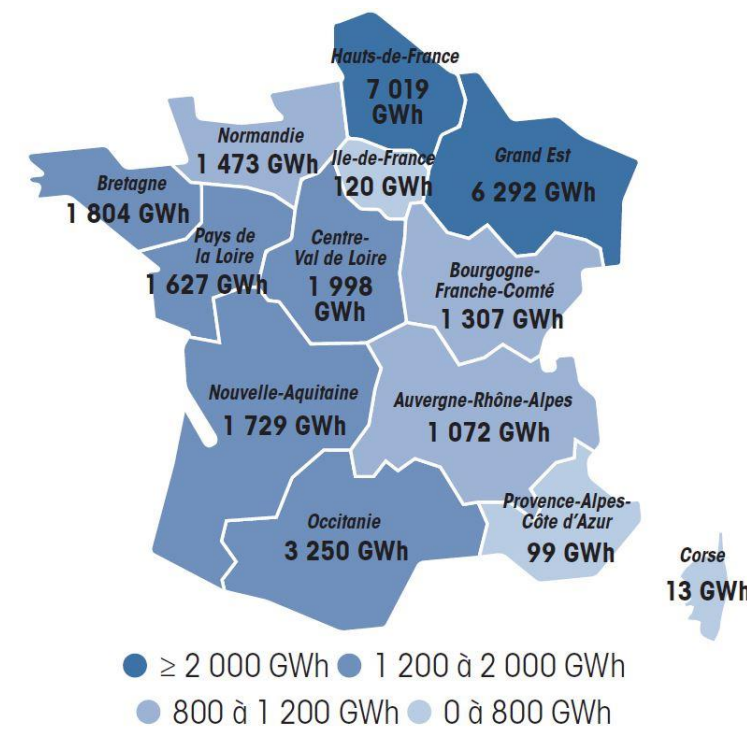 Hauts-de-France
7 019
GWh
Normandie
1 473 GWh
Ile-de-France
120 GWh
Grand Est
6 292 GWh
Bretagne
1 804 GWh
Pays de
la Loire
1 627 GWh
Centre-
Val de Loire
1 998
GWh
Bourgogne-
Franche-Comté
1 307 GWh
Nouvelle-Aquitaine
1 729 GWh
Auvergne-Rhône-Alpes
1 072 GWh
Occitanie
3 250 GWh
Provence-Alpes-
Côte d'Azur
99 GWh
Corse
13 GWh
≥ 2 000 GWh 1 200 à 2 000 GWh
800 à 1 200 GWh 0 à 800 GWh